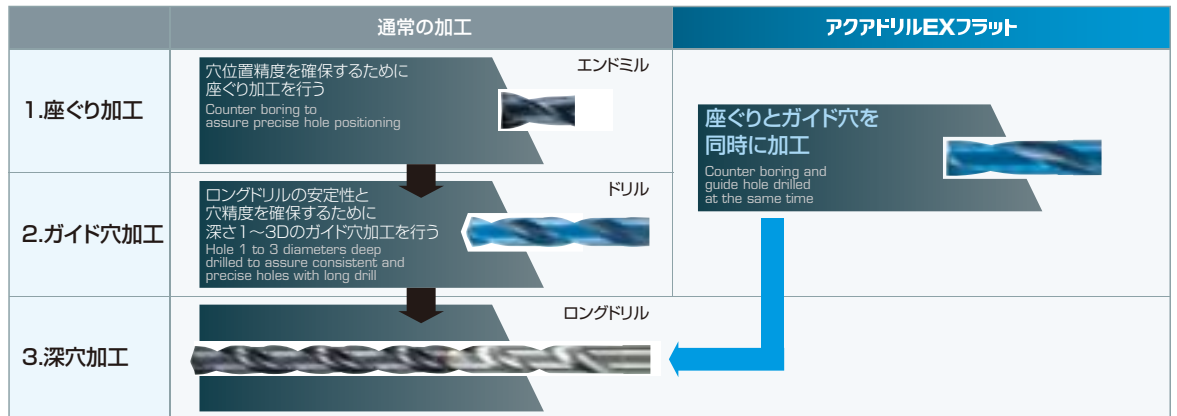 通常の加工
アクアドリルEXフラット
1.座ぐり加工
穴位置精度を確保するために
座ぐり加工を行う
Counter boring to
assure precise hole positioning
エンドミル
座ぐりとガイド穴を
同時に加工
Counter boring and
guide hole drilled
at the same time
2.ガイド穴加工
ロングドリルの安定性と
穴精度を確保するために
深さ1〜3Dのガイド穴加工を行う
Hole 1 to 3 diameters deep
drilled to assure consistent and
precise holes with long drill
ドリル
3.深穴加工
ロングドリル